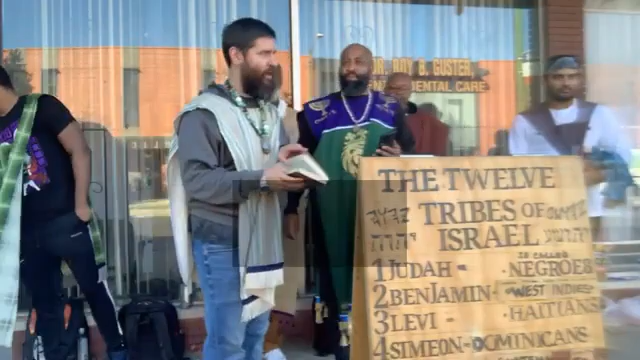 DR. ROY B. GUSTER,
DENTAL CARE
THE TWELVE
TRIBES OF
ISRAEL
1 JUDAH - · NEGROES
2 BENJAMIN · WEST INDIES
3 LEVI - · HAITIANS
4 SIMEON - DOMINICANS